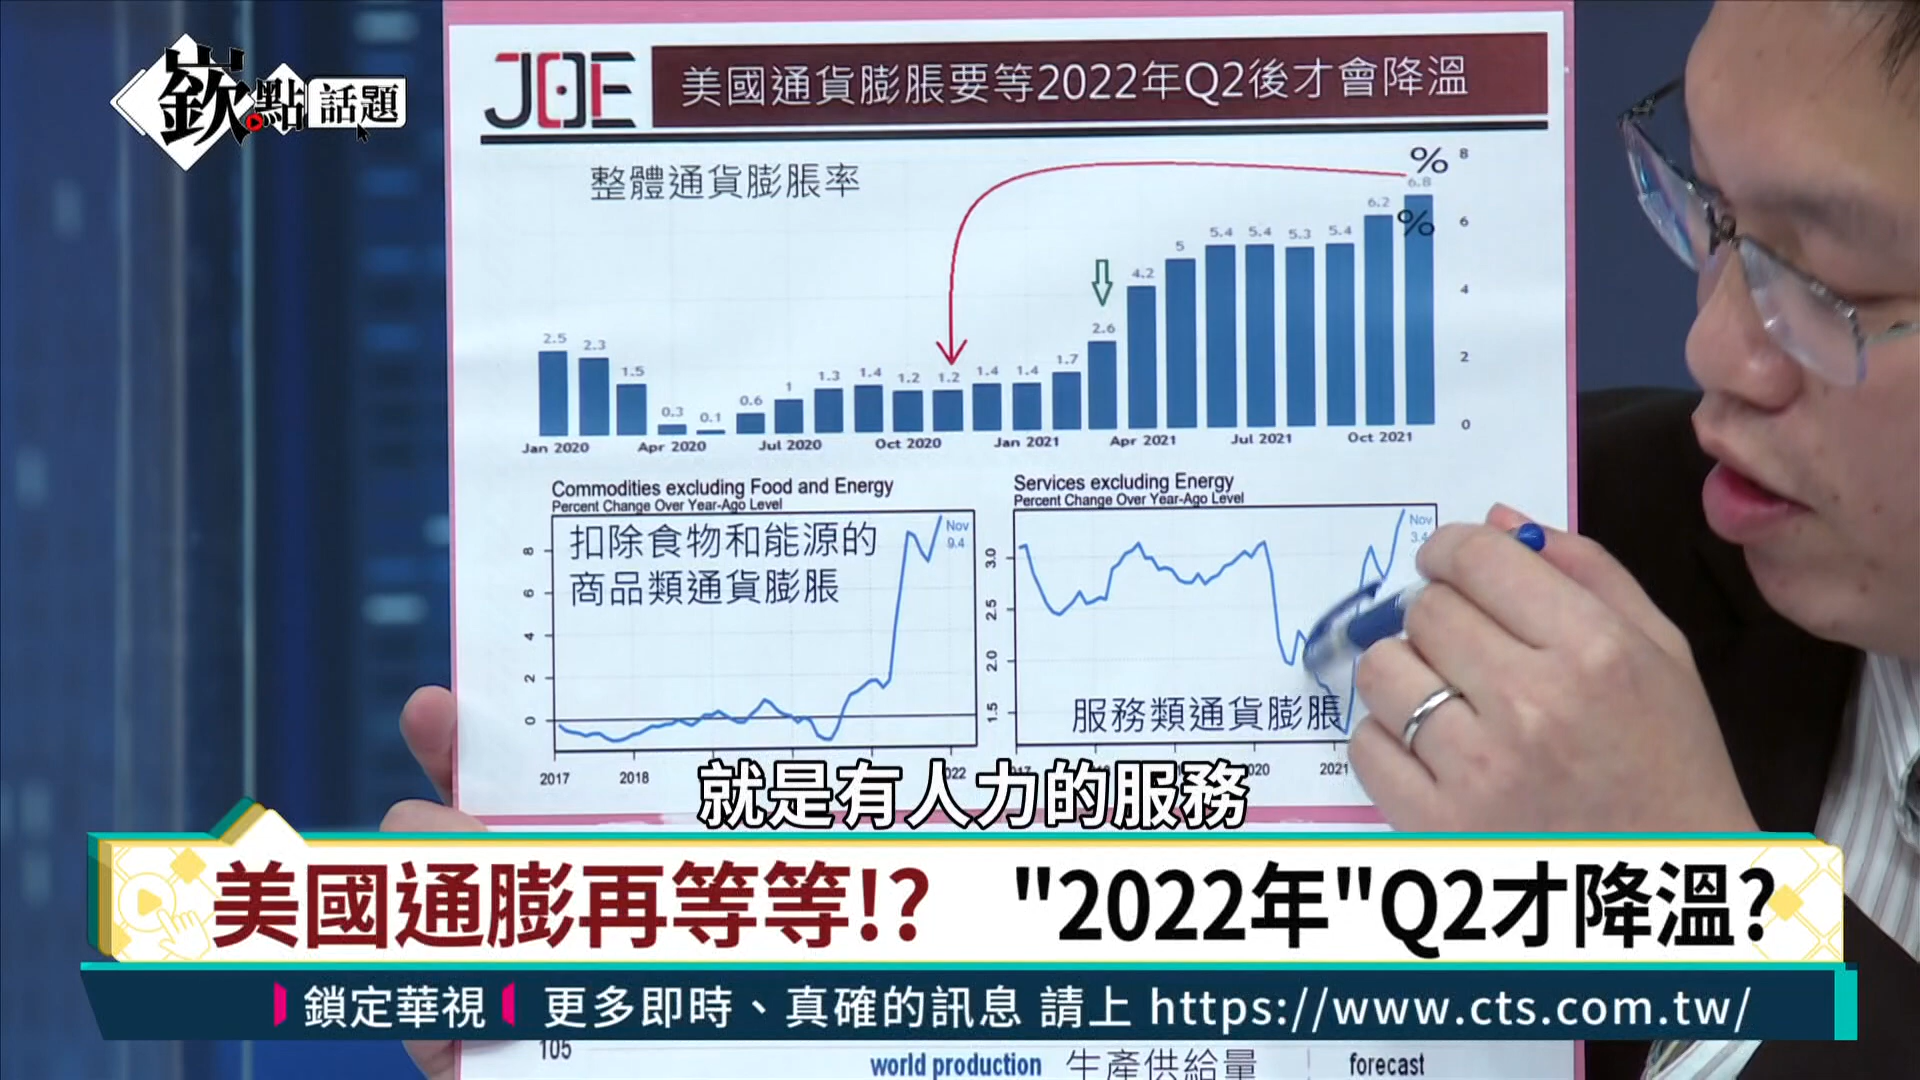 嶔點話題
JOE
美國通貨膨脹要等2022年Q2後才會降溫
整體通貨膨脹率
% 8
6.8
6.2
% 6
5.4 5.4 5.3 5.4
5
4.2
4
2.6
2.5 2.3
2
1.5
0.3 0.1
0.6
1
1.3 1.4 1.2 1.2 1.4 1.4 1.7
0
Jan 2020 Apr 2020 Jul 2020 Oct 2020 Jan 2021 Apr 2021 Jul 2021 Oct 2021
Commodities excluding Food and Energy
Percent Change Over Year-Ago Level
扣除食物和能源的
商品類通貨膨脹
Nov
9.4
8
6
4
2
0
2017 2018
Services excluding Energy
Percent Change Over Year-Ago Level
Nov
3.4
3.0
2.5
2.0
1.5
服務類通貨膨脹
2021
就是有人力的服務
美國通膨再等等!? "2022年"Q2才降溫?
鎖定華視 更多即時、真確的訊息 請上 https://www.cts.com.tw/
105
world production 生產供給量 forecast